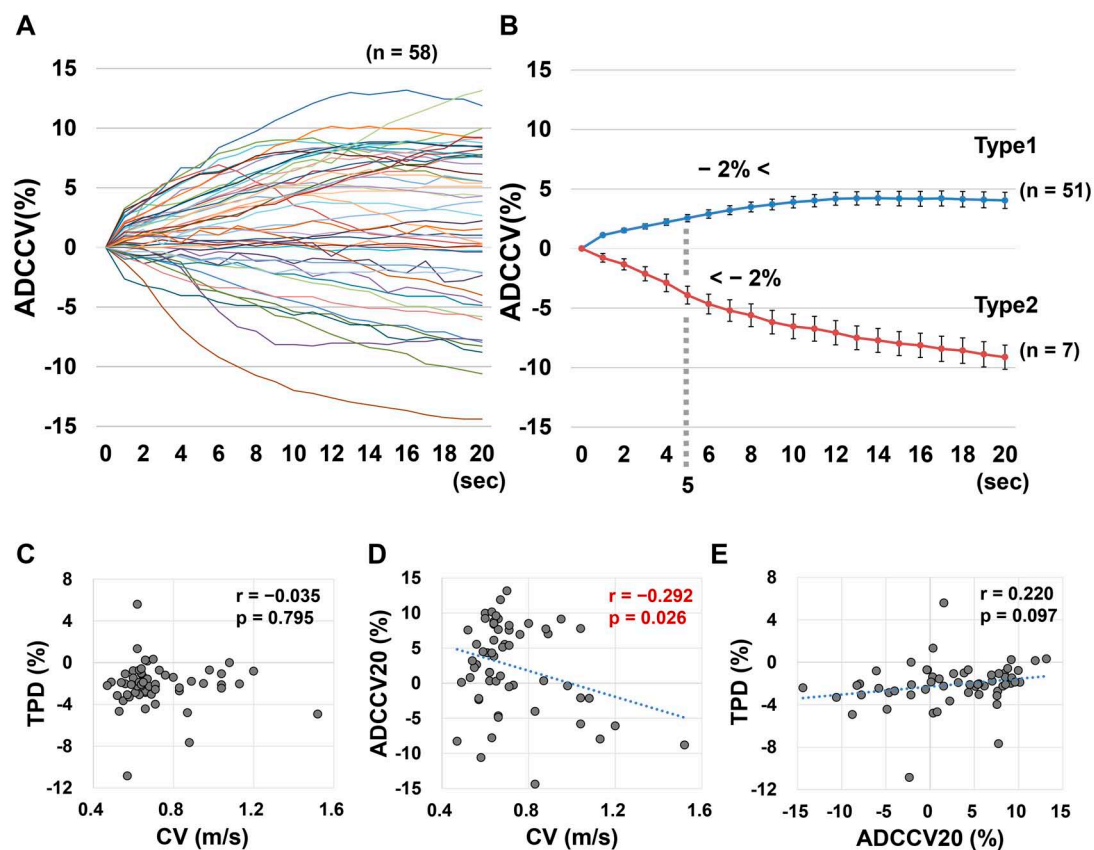 A
(n = 58)
ADCCV(%)
15
10
5
0
-5
-10
-15
0 2 4 6 8 10 12 14 16 18 20
(sec)
B
ADCCV(%)
15
10
5
0
-5
-10
-15
− 2% <
< − 2%
Type1
(n = 51)
Type2
(n = 7)
0 2 4 6 8 10 12 14 16 18 20
5
(sec)
C
TPD (%)
8
4
0
-4
-8
-12
r = −0.035
p = 0.795
0.4 0.8 1.2 1.6
CV (m/s)
D
ADCCV20 (%)
15
10
5
0
-5
-10
-15
r = −0.292
p = 0.026
0.4 0.8 1.2 1.6
CV (m/s)
E
TPD (%)
8
4
0
-4
-8
-12
r = 0.220
p = 0.097
-15 -10 -5 0 5 10 15
ADCCV20 (%)